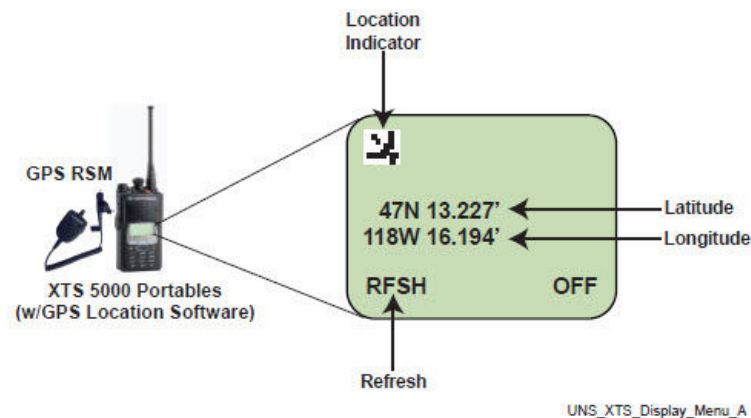 Location
Indicator
GPS RSM
XTS 5000 Portables
(w/GPS Location Software)
47N 13.227'
118W 16.194'
RFSH
OFF
Latitude
Longitude
Refresh
UNS_XTS_Display_Menu_A